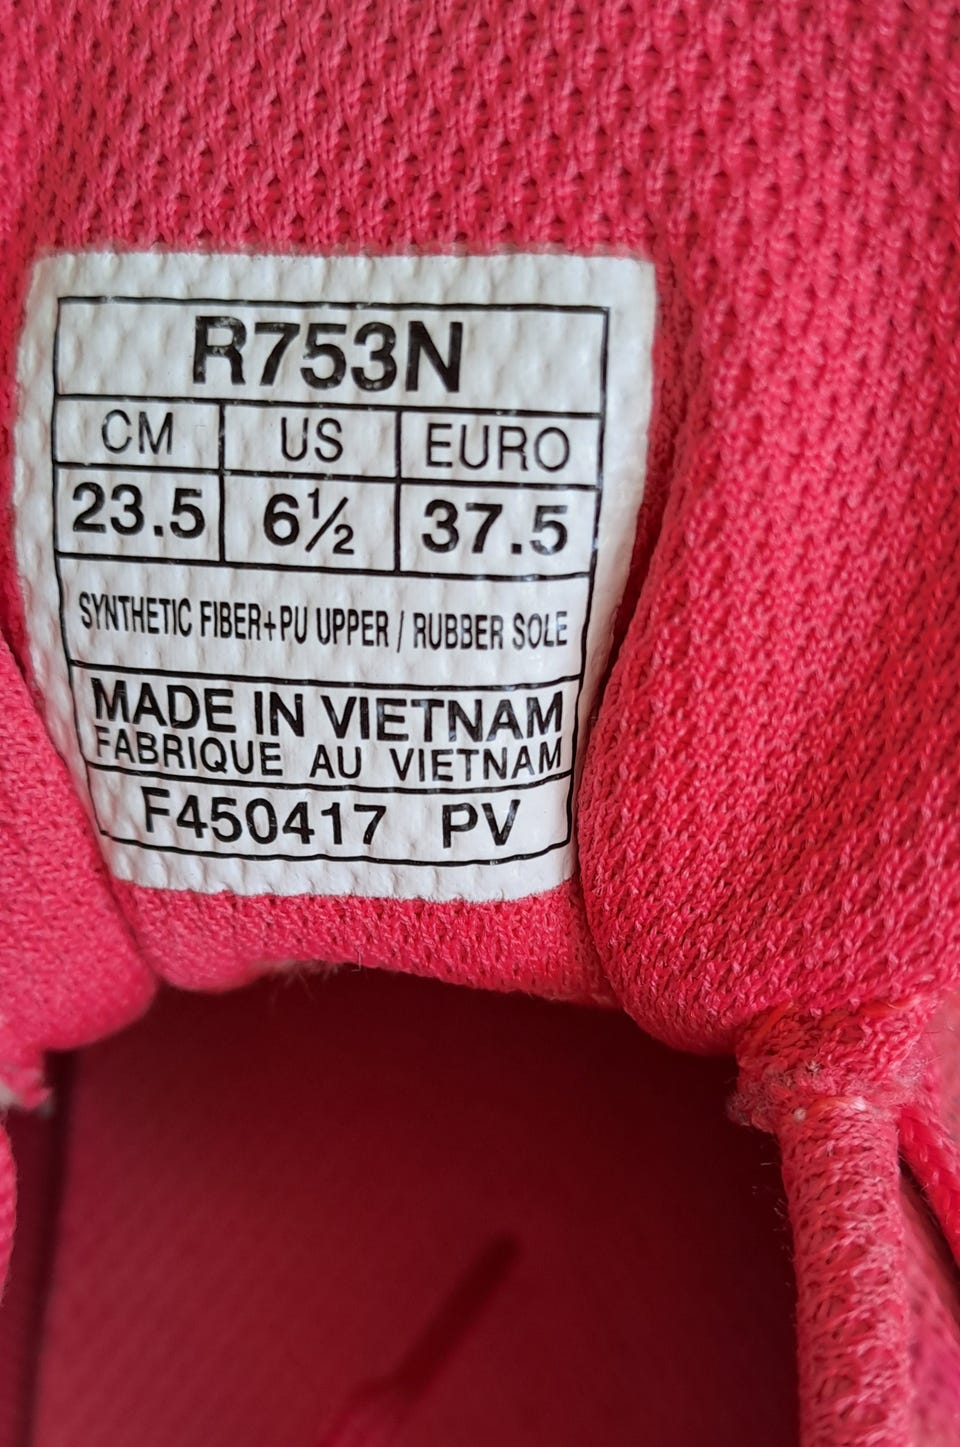 R753N
CM US EURO
23.5 6½ 37.5
SYNTHETIC FIBER+PU UPPER / RUBBER SOLE
MADE IN VIETNAM
FABRIQUE AU VIETNAM
F450417 PV